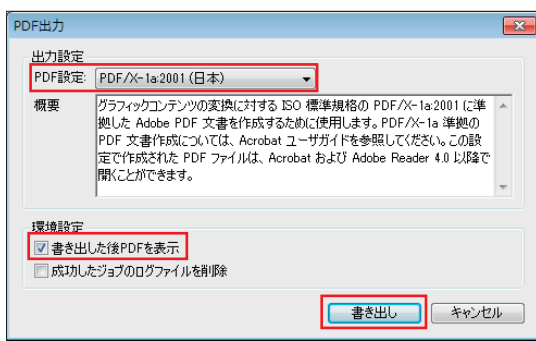 PDF出力
出力設定
PDF設定: PDF/X-1a:2001 (日本)
概要
グラフィックコンテンツの変換に対する ISO 標準規格の PDF/X-1a:2001 に準
拠した Adobe PDF 文書を作成するために使用します。PDF/X-1a 準拠の
PDF 文書作成については、Acrobat ユーザガイドを参照してください。この設
定で作成された PDF ファイルは、Acrobat および Adobe Reader 4.0 以降で
開くことができます。
環境設定
書き出した後PDFを表示
成功したジョブのログファイルを削除
書き出し キャンセル